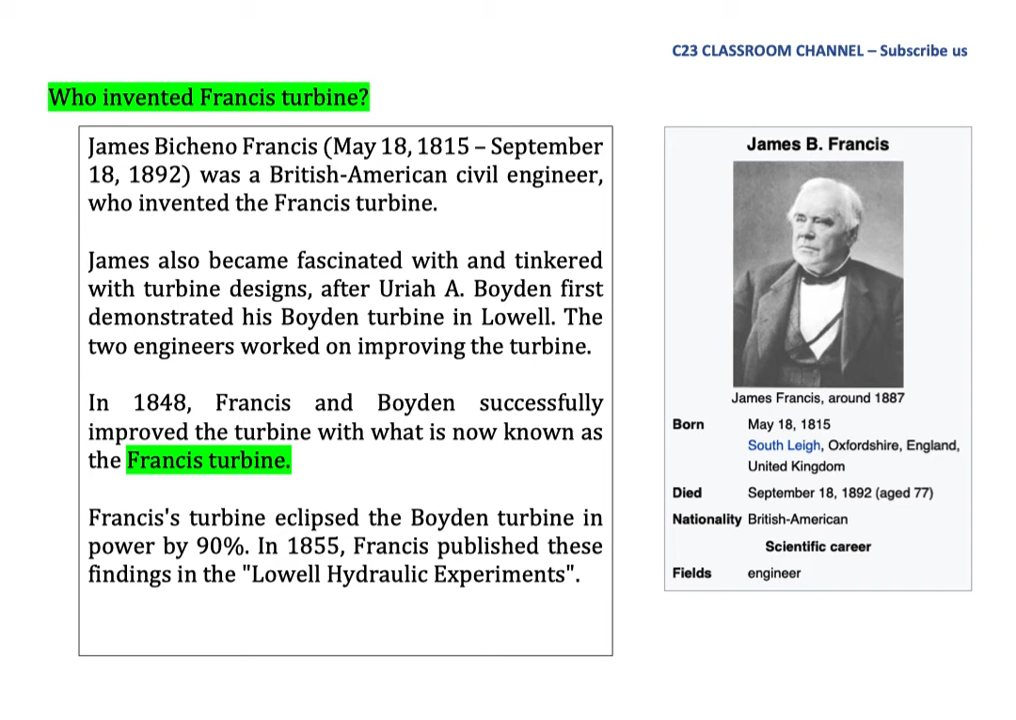 C23 CLASSROOM CHANNEL – Subscribe us
Who invented Francis turbine?
James Bicheno Francis (May 18, 1815 – September
18, 1892) was a British-American civil engineer,
who invented the Francis turbine.
James also became fascinated with and tinkered
with turbine designs, after Uriah A. Boyden first
demonstrated his Boyden turbine in Lowell. The
two engineers worked on improving the turbine.
In 1848, Francis and Boyden successfully
improved the turbine with what is now known as
the Francis turbine.
Francis's turbine eclipsed the Boyden turbine in
power by 90%. In 1855, Francis published these
findings in the "Lowell Hydraulic Experiments".
James B. Francis
James Francis, around 1887
Born May 18, 1815
South Leigh, Oxfordshire, England,
United Kingdom
Died September 18, 1892 (aged 77)
Nationality British-American
Scientific career
Fields engineer